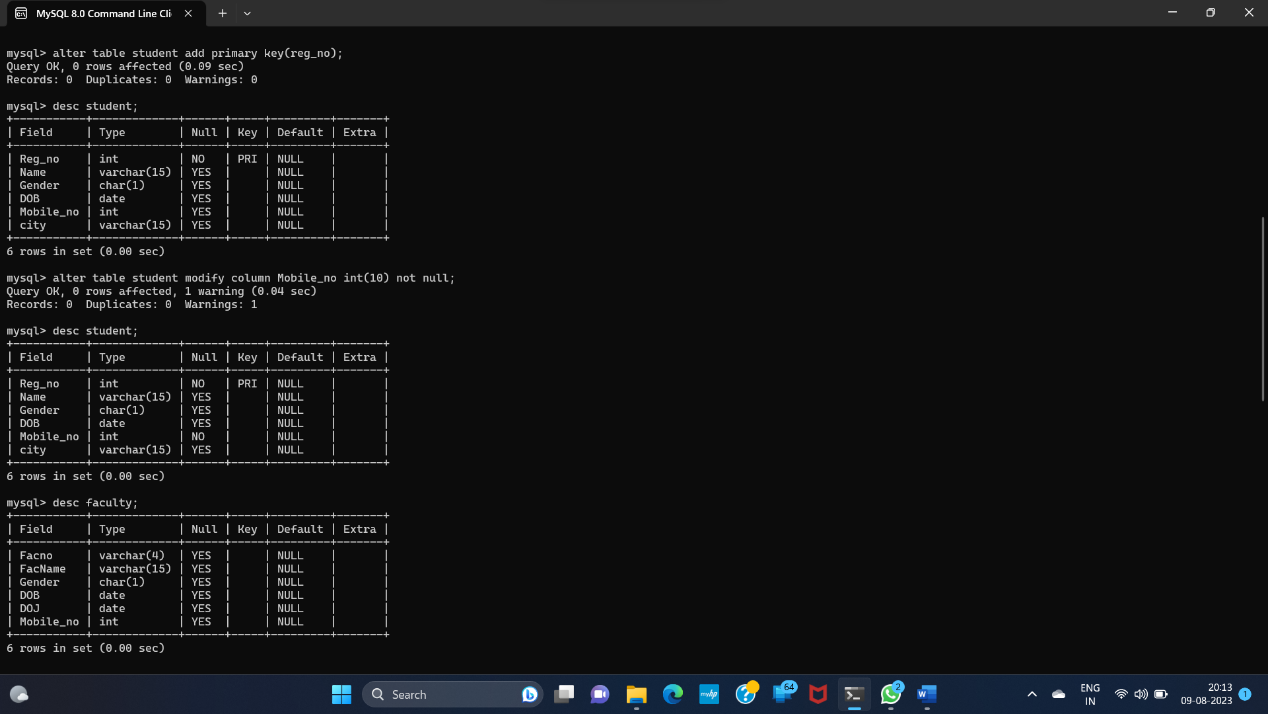 MySQL 8.0 Command Line Cli
mysql> alter table student add primary key(reg_no);
Query OK, 0 rows affected (0.09 sec)
Records: 0  Duplicates: 0  Warnings: 0
mysql> desc student;
| Field     | Type        | Null | Key | Default | Extra |
| Reg_no    | int         | NO   | PRI | NULL    |       |
| Name      | varchar(15) | YES  |     | NULL    |       |
| Gender    | char(1)     | YES  |     | NULL    |       |
| DOB       | date        | YES  |     | NULL    |       |
| Mobile_no | int         | YES  |     | NULL    |       |
| city      | varchar(15) | YES  |     | NULL    |       |
6 rows in set (0.00 sec)
mysql> alter table student modify column Mobile_no int(10) not null;
Query OK, 0 rows affected, 1 warning (0.04 sec)
Records: 0  Duplicates: 0  Warnings: 1
mysql> desc student;
| Field     | Type        | Null | Key | Default | Extra |
| Reg_no    | int         | NO   | PRI | NULL    |       |
| Name      | varchar(15) | YES  |     | NULL    |       |
| Gender    | char(1)     | YES  |     | NULL    |       |
| DOB       | date        | YES  |     | NULL    |       |
| Mobile_no | int         | NO   |     | NULL    |       |
| city      | varchar(15) | YES  |     | NULL    |       |
6 rows in set (0.00 sec)
mysql> desc faculty;
| Field     | Type        | Null | Key | Default | Extra |
| Facno     | varchar(4)  | YES  |     | NULL    |       |
| FacName   | varchar(15) | YES  |     | NULL    |       |
| Gender    | char(1)     | YES  |     | NULL    |       |
| DOB       | date        | YES  |     | NULL    |       |
| DOJ       | date        | YES  |     | NULL    |       |
| Mobile_no | int         | YES  |     | NULL    |       |
6 rows in set (0.00 sec)
Search
myhp
64
2
ENG
IN
20:13
09-08-2023
1